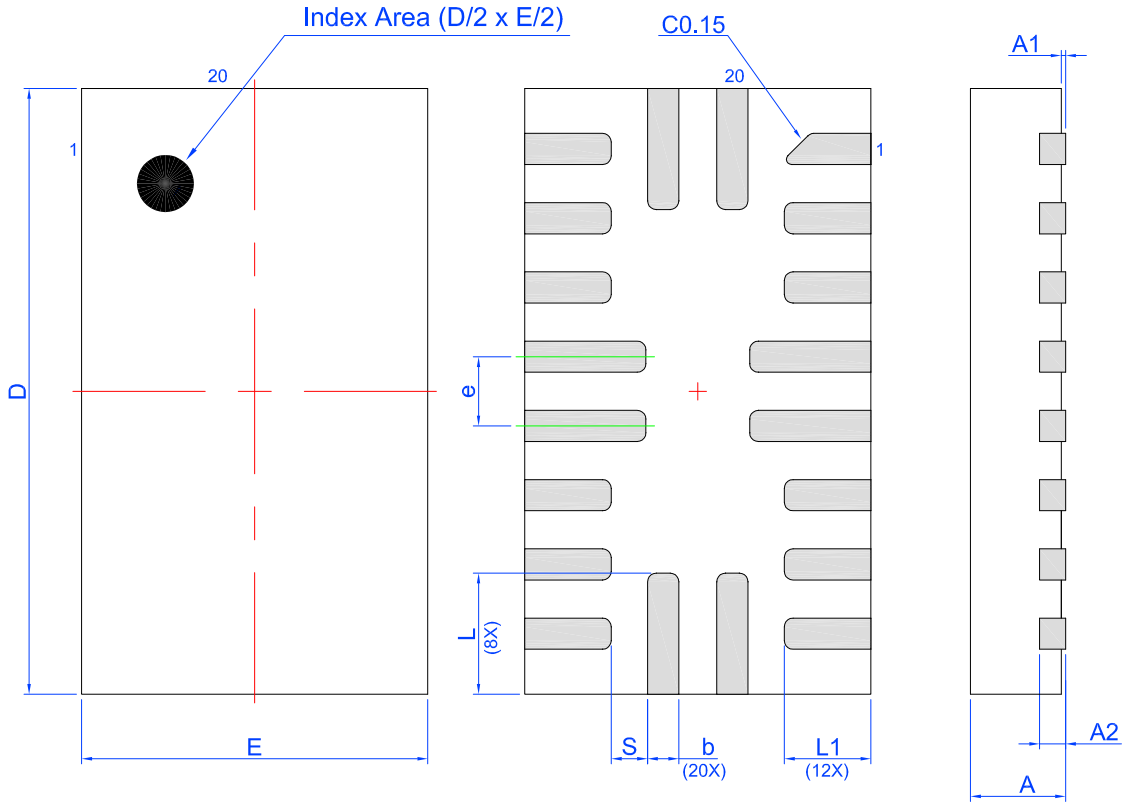 Index Area (D/2 x E/2)
C0.15
A1
20
20
1
1
D
e
L
(8X)
E
S
b
(20X)
L1
(12X)
A2
A